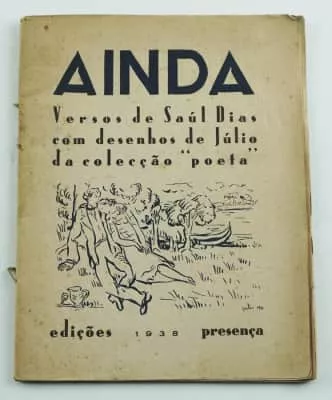 AINDA
Versos de Saúl Dias
com desenhos de Júlio
da colecção "poeta"
edições 1938 presença